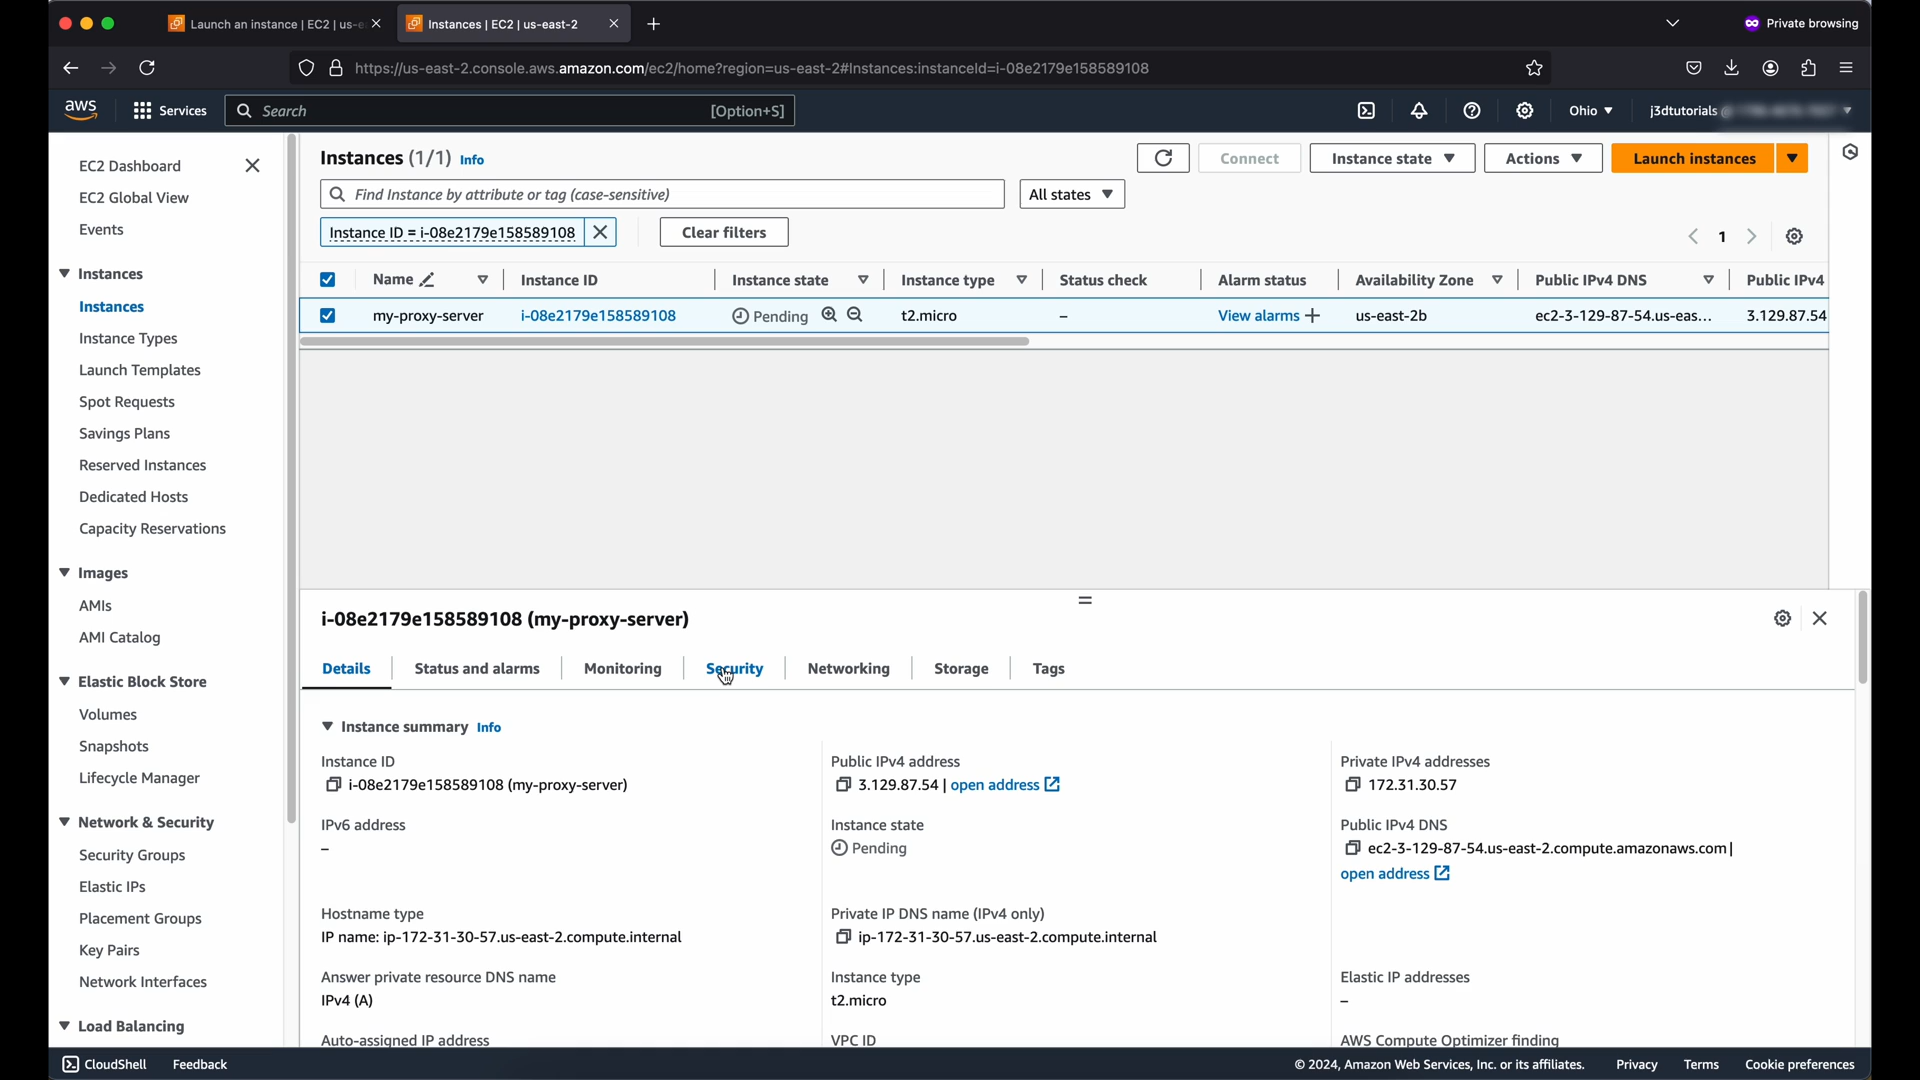 Launch an instance | EC2 | us-e
Instances | EC2 | us-east-2
Private browsing
https://us-east-2.console.aws.amazon.com/ec2/home?region=us-east-2#Instances:instanceId=i-08e2179e158589108
aws
Services
Search
[Option+S]
Ohio
j3dtutorials
EC2 Dashboard
EC2 Global View
Events
Instances
Instances
Instance Types
Launch Templates
Spot Requests
Savings Plans
Reserved Instances
Dedicated Hosts
Capacity Reservations
Images
AMIs
AMI Catalog
Elastic Block Store
Volumes
Snapshots
Lifecycle Manager
Network & Security
Security Groups
Elastic IPs
Placement Groups
Key Pairs
Network Interfaces
Load Balancing
Instances (1/1) Info
Connect
Instance state
Actions
Launch instances
Find Instance by attribute or tag (case-sensitive)
All states
Instance ID = i-08e2179e158589108
Clear filters
1
Name
Instance ID
Instance state
Instance type
Status check
Alarm status
Availability Zone
Public IPv4 DNS
Public IPv4
my-proxy-server
i-08e2179e158589108
Pending
t2.micro
–
View alarms +
us-east-2b
ec2-3-129-87-54.us-eas...
3.129.87.54
i-08e2179e158589108 (my-proxy-server)
Details
Status and alarms
Monitoring
Security
Networking
Storage
Tags
Instance summary Info
Instance ID
i-08e2179e158589108 (my-proxy-server)
Public IPv4 address
3.129.87.54 | open address
Private IPv4 addresses
172.31.30.57
IPv6 address
–
Instance state
Pending
Public IPv4 DNS
ec2-3-129-87-54.us-east-2.compute.amazonaws.com |
open address
Hostname type
IP name: ip-172-31-30-57.us-east-2.compute.internal
Private IP DNS name (IPv4 only)
ip-172-31-30-57.us-east-2.compute.internal
Answer private resource DNS name
IPv4 (A)
Instance type
t2.micro
Elastic IP addresses
–
Auto-assigned IP address
VPC ID
AWS Compute Optimizer finding
CloudShell
Feedback
© 2024, Amazon Web Services, Inc. or its affiliates.
Privacy
Terms
Cookie preferences